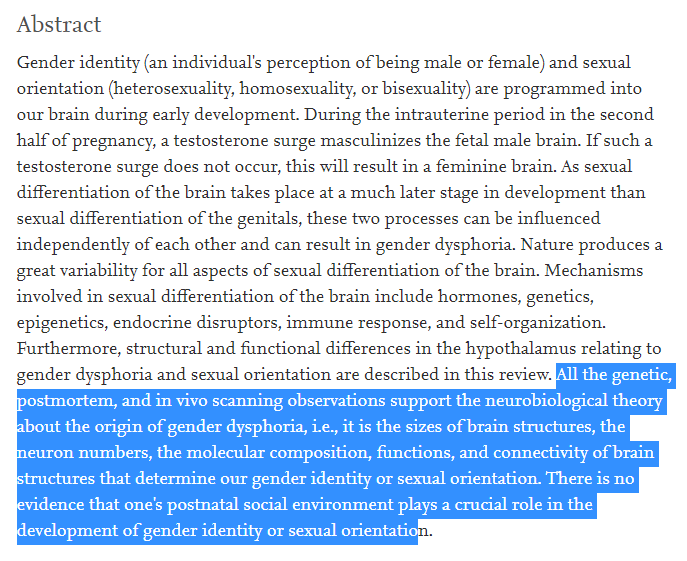 Abstract
Gender identity (an individual's perception of being male or female) and sexual
orientation (heterosexuality, homosexuality, or bisexuality) are programmed into
our brain during early development. During the intrauterine period in the second
half of pregnancy, a testosterone surge masculinizes the fetal male brain. If such a
testosterone surge does not occur, this will result in a feminine brain. As sexual
differentiation of the brain takes place at a much later stage in development than
sexual differentiation of the genitals, these two processes can be influenced
independently of each other and can result in gender dysphoria. Nature produces a
great variability for all aspects of sexual differentiation of the brain. Mechanisms
involved in sexual differentiation of the brain include hormones, genetics,
epigenetics, endocrine disruptors, immune response, and self-organization.
Furthermore, structural and functional differences in the hypothalamus relating to
gender dysphoria and sexual orientation are described in this review. All the genetic,
postmortem, and in vivo scanning observations support the neurobiological theory
about the origin of gender dysphoria, i.e., it is the sizes of brain structures, the
neuron numbers, the molecular composition, functions, and connectivity of brain
structures that determine our gender identity or sexual orientation. There is no
evidence that one's postnatal social environment plays a crucial role in the
development of gender identity or sexual orientation.